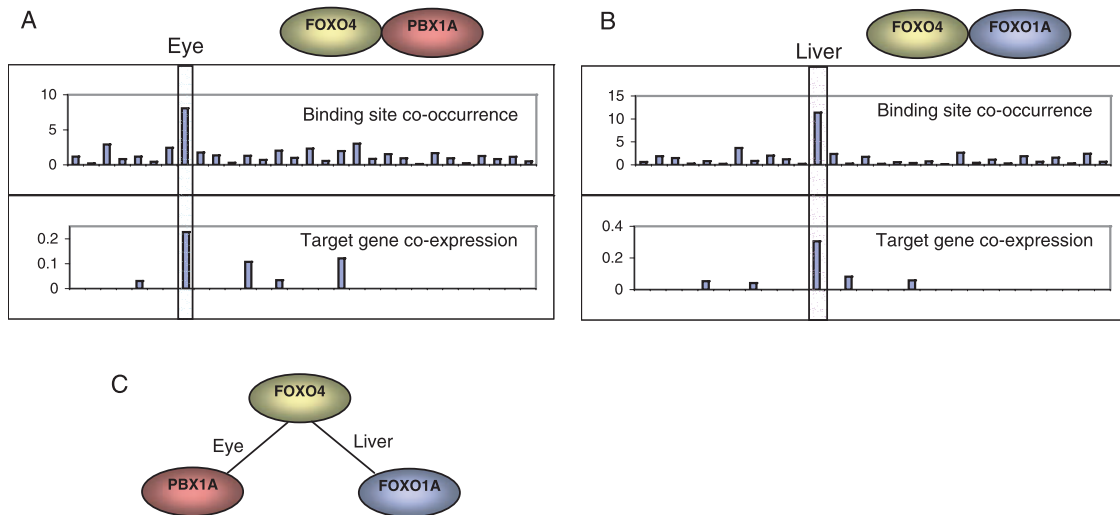 A
FOXO4
PBX1A
Eye
10
5
0
Binding site co-occurrence
0.2
0.1
0
Target gene co-expression
B
FOXO4
FOXO1A
Liver
15
10
5
0
Binding site co-occurrence
0.4
0.2
0
Target gene co-expression
C
FOXO4
Eye
Liver
PBX1A
FOXO1A